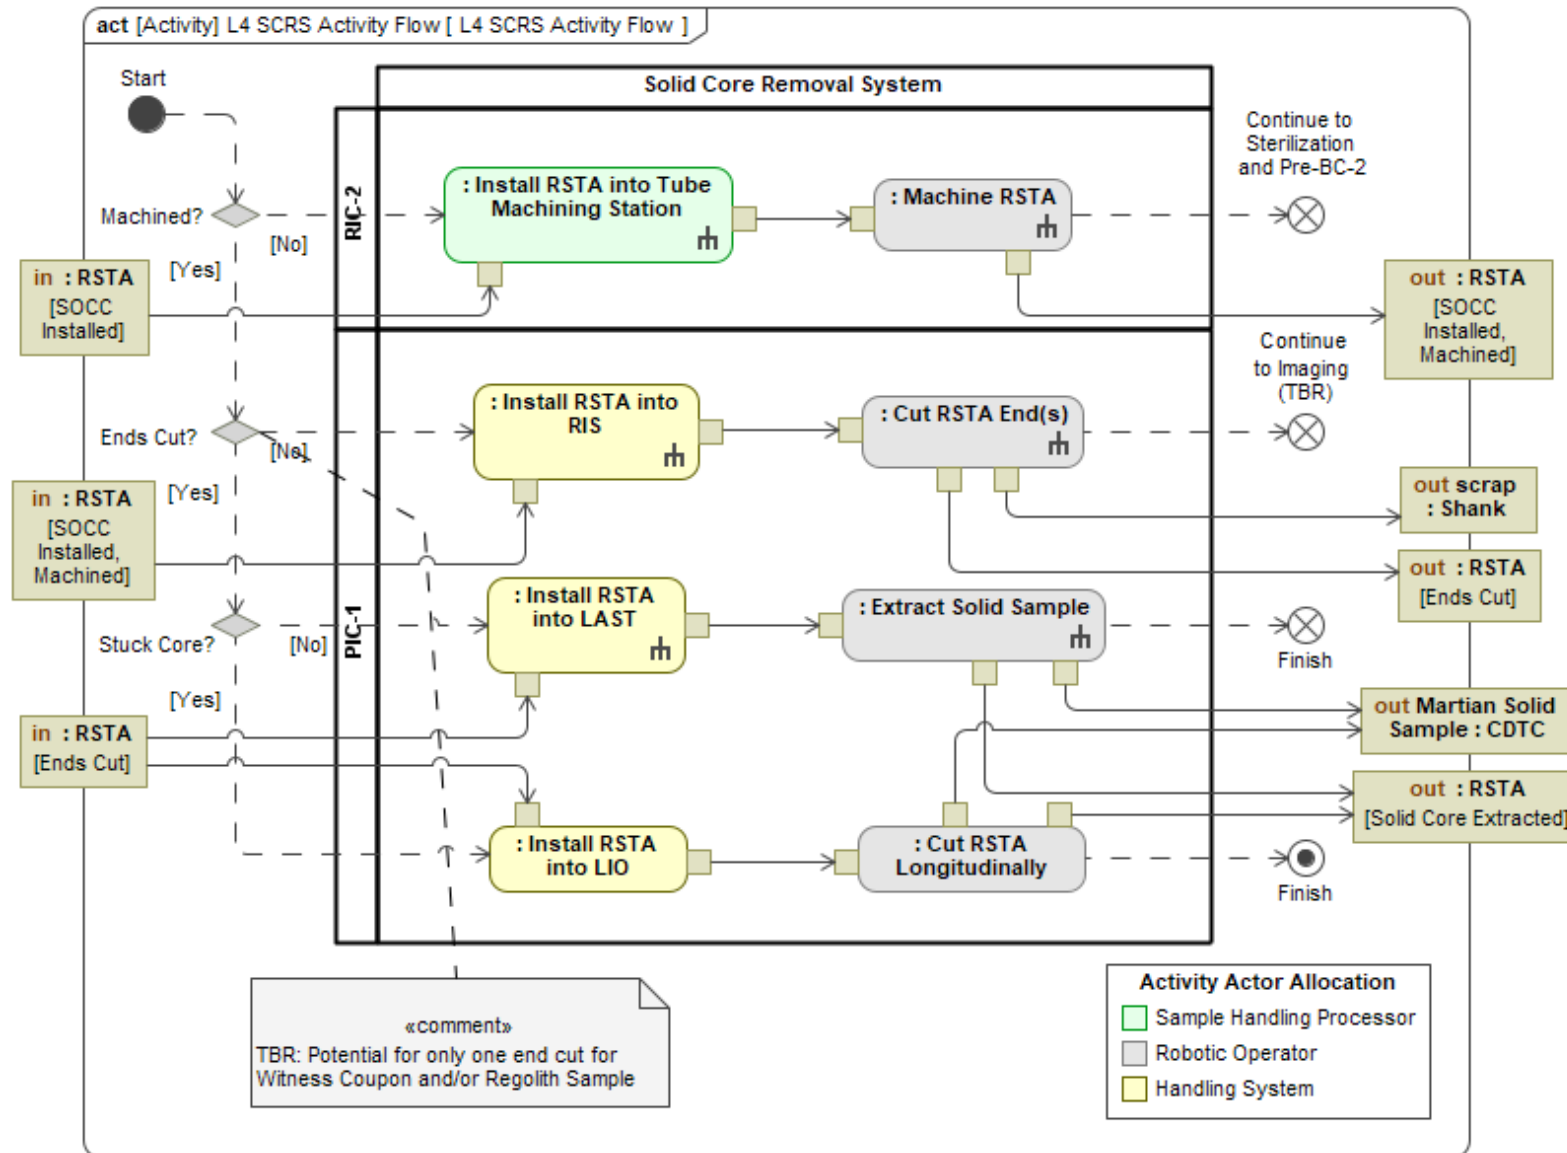 act [Activity] L4 SCRS Activity Flow [ L4 SCRS Activity Flow ]
Start
Solid Core Removal System
Continue to
Sterilization
and Pre-BC-2
RIC-2
: Install RSTA into Tube
Machining Station
: Machine RSTA
Machined?
[No]
[Yes]
in : RSTA
[SOCC
Installed]
out : RSTA
[SOCC
Installed,
Machined]
Continue
to Imaging
(TBR)
: Install RSTA into
RIS
: Cut RSTA End(s)
Ends Cut?
[No]
[Yes]
in : RSTA
[SOCC
Installed,
Machined]
out scrap
: Shank
out : RSTA
[Ends Cut]
PIC-1
: Install RSTA
into LAST
: Extract Solid Sample
Stuck Core?
[No]
Finish
[Yes]
in : RSTA
[Ends Cut]
out Martian Solid
Sample : CDTC
out : RSTA
[Solid Core Extracted]
: Install RSTA
into LIO
: Cut RSTA
Longitudinally
Finish
«comment»
TBR: Potential for only one end cut for
Witness Coupon and/or Regolith Sample
Activity Actor Allocation
Sample Handling Processor
Robotic Operator
Handling System